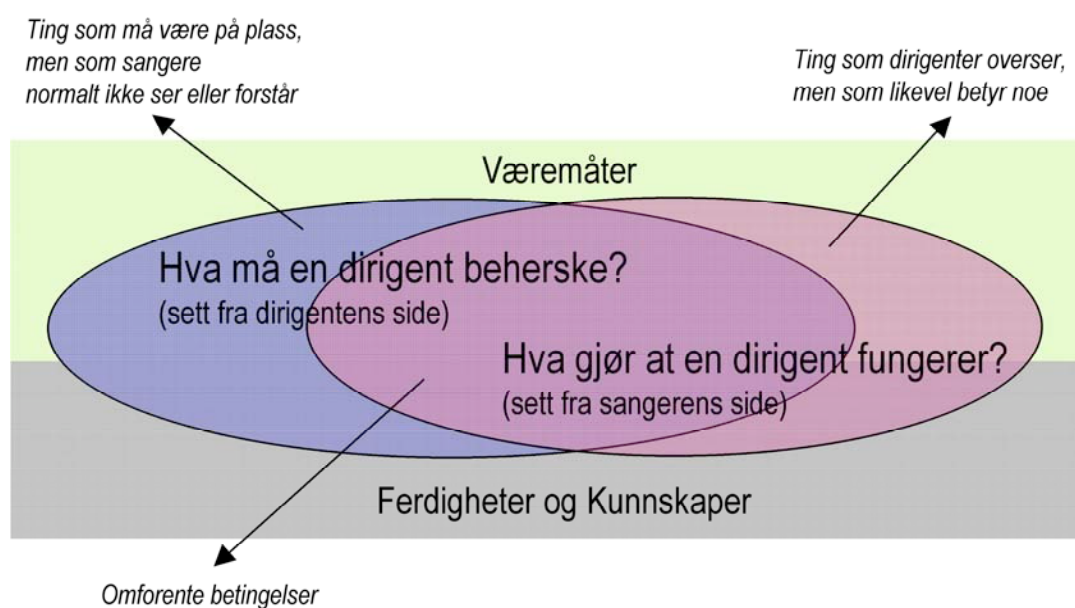 Ting som må være på plass,
men som sangere
normalt ikke ser eller forstår
Ting som dirigenter overser,
men som likevel betyr noe
Væremåter
Hva må en dirigent beherske?
(sett fra dirigentens side)
Hva gjør at en dirigent fungerer?
(sett fra sangerens side)
Ferdigheter og Kunnskaper
Omforente betingelser